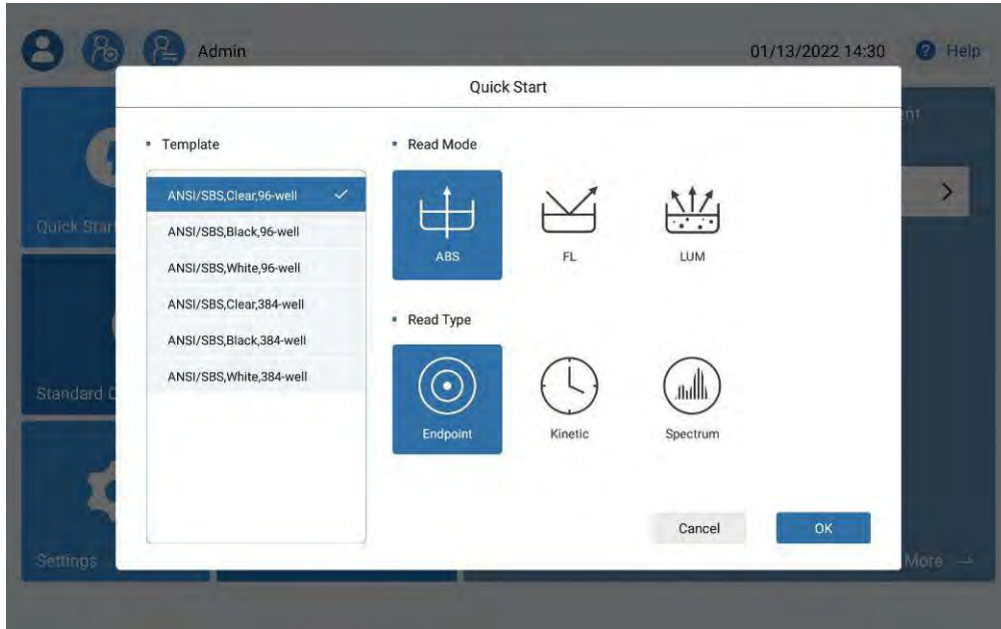 Admin
01/13/2022 14:30
Help
Quick Start
Template
ANSI/SBS,Clear,96-well
ANSI/SBS,Black,96-well
ANSI/SBS,White,96-well
ANSI/SBS,Clear,384-well
ANSI/SBS,Black,384-well
ANSI/SBS,White,384-well
Read Mode
ABS
FL
LUM
Read Type
Endpoint
Kinetic
Spectrum
Cancel
OK
Quick Star
Standard
Settings
More